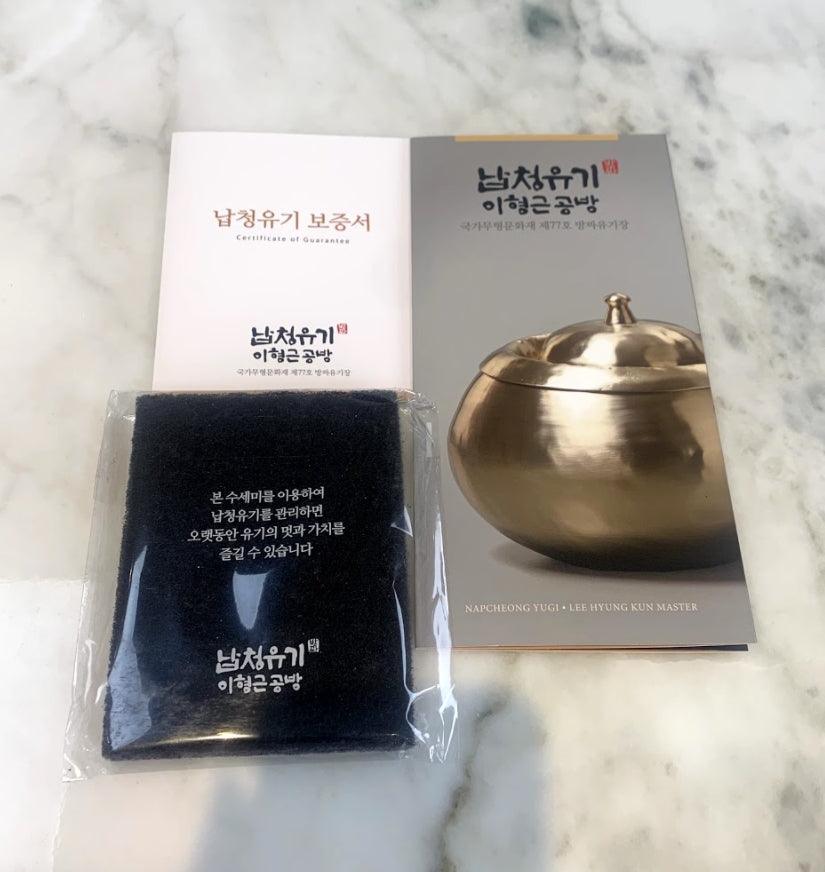 납청유기 보증서
Certificate of Guarantee
납청유기
이형근공방
국가무형문화재 제77호 방짜유기장
납청유기
이형근공방
국가무형문화재 제77호 방짜유기장
NAPCHEONG YUGI • LEE HYUNG KUN MASTER
본 수세미를 이용하여
납청유기를 관리하면
오랫동안 유기의 멋과 가치를
즐길 수 있습니다
납청유기
이형근공방